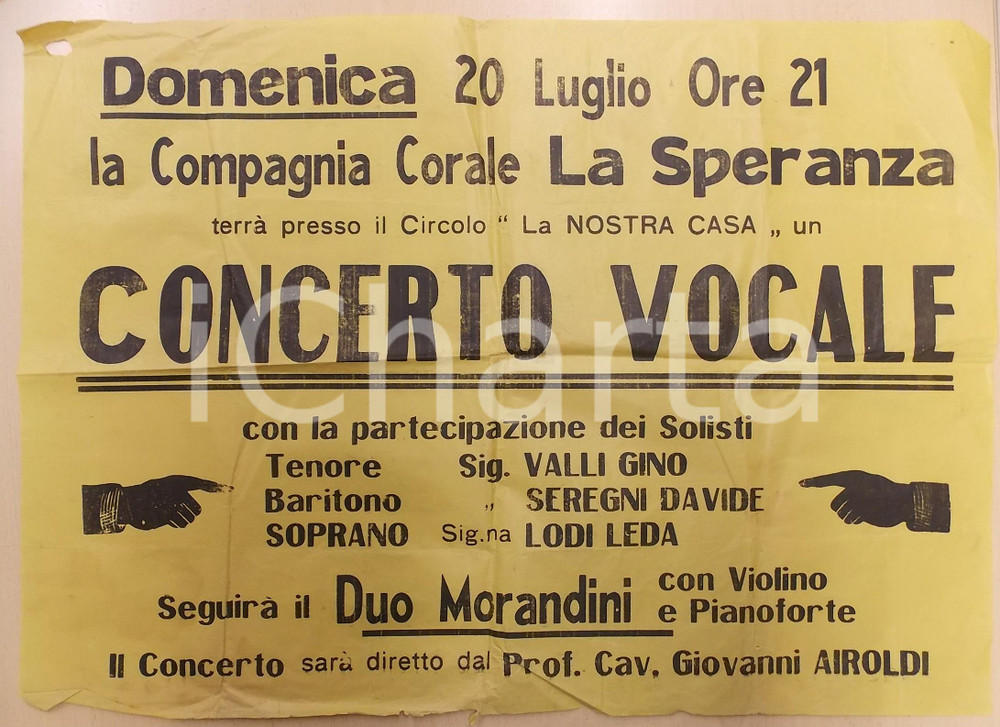 Domenica 20 Luglio Ore 21
la Compagnia Corale La Speranza
terrà presso il Circolo “ La NOSTRA CASA „ un
CONCERTO VOCALE
iCharta
con la partecipazione dei Solisti
Tenore Sig. VALLI GINO
Baritono „ SEREGNI DAVIDE
SOPRANO Sig.na LODI LEDA
Seguirà il Duo Morandini con Violino
e Pianoforte
Il Concerto sarà diretto dal Prof. Cav. Giovanni AIROLDI